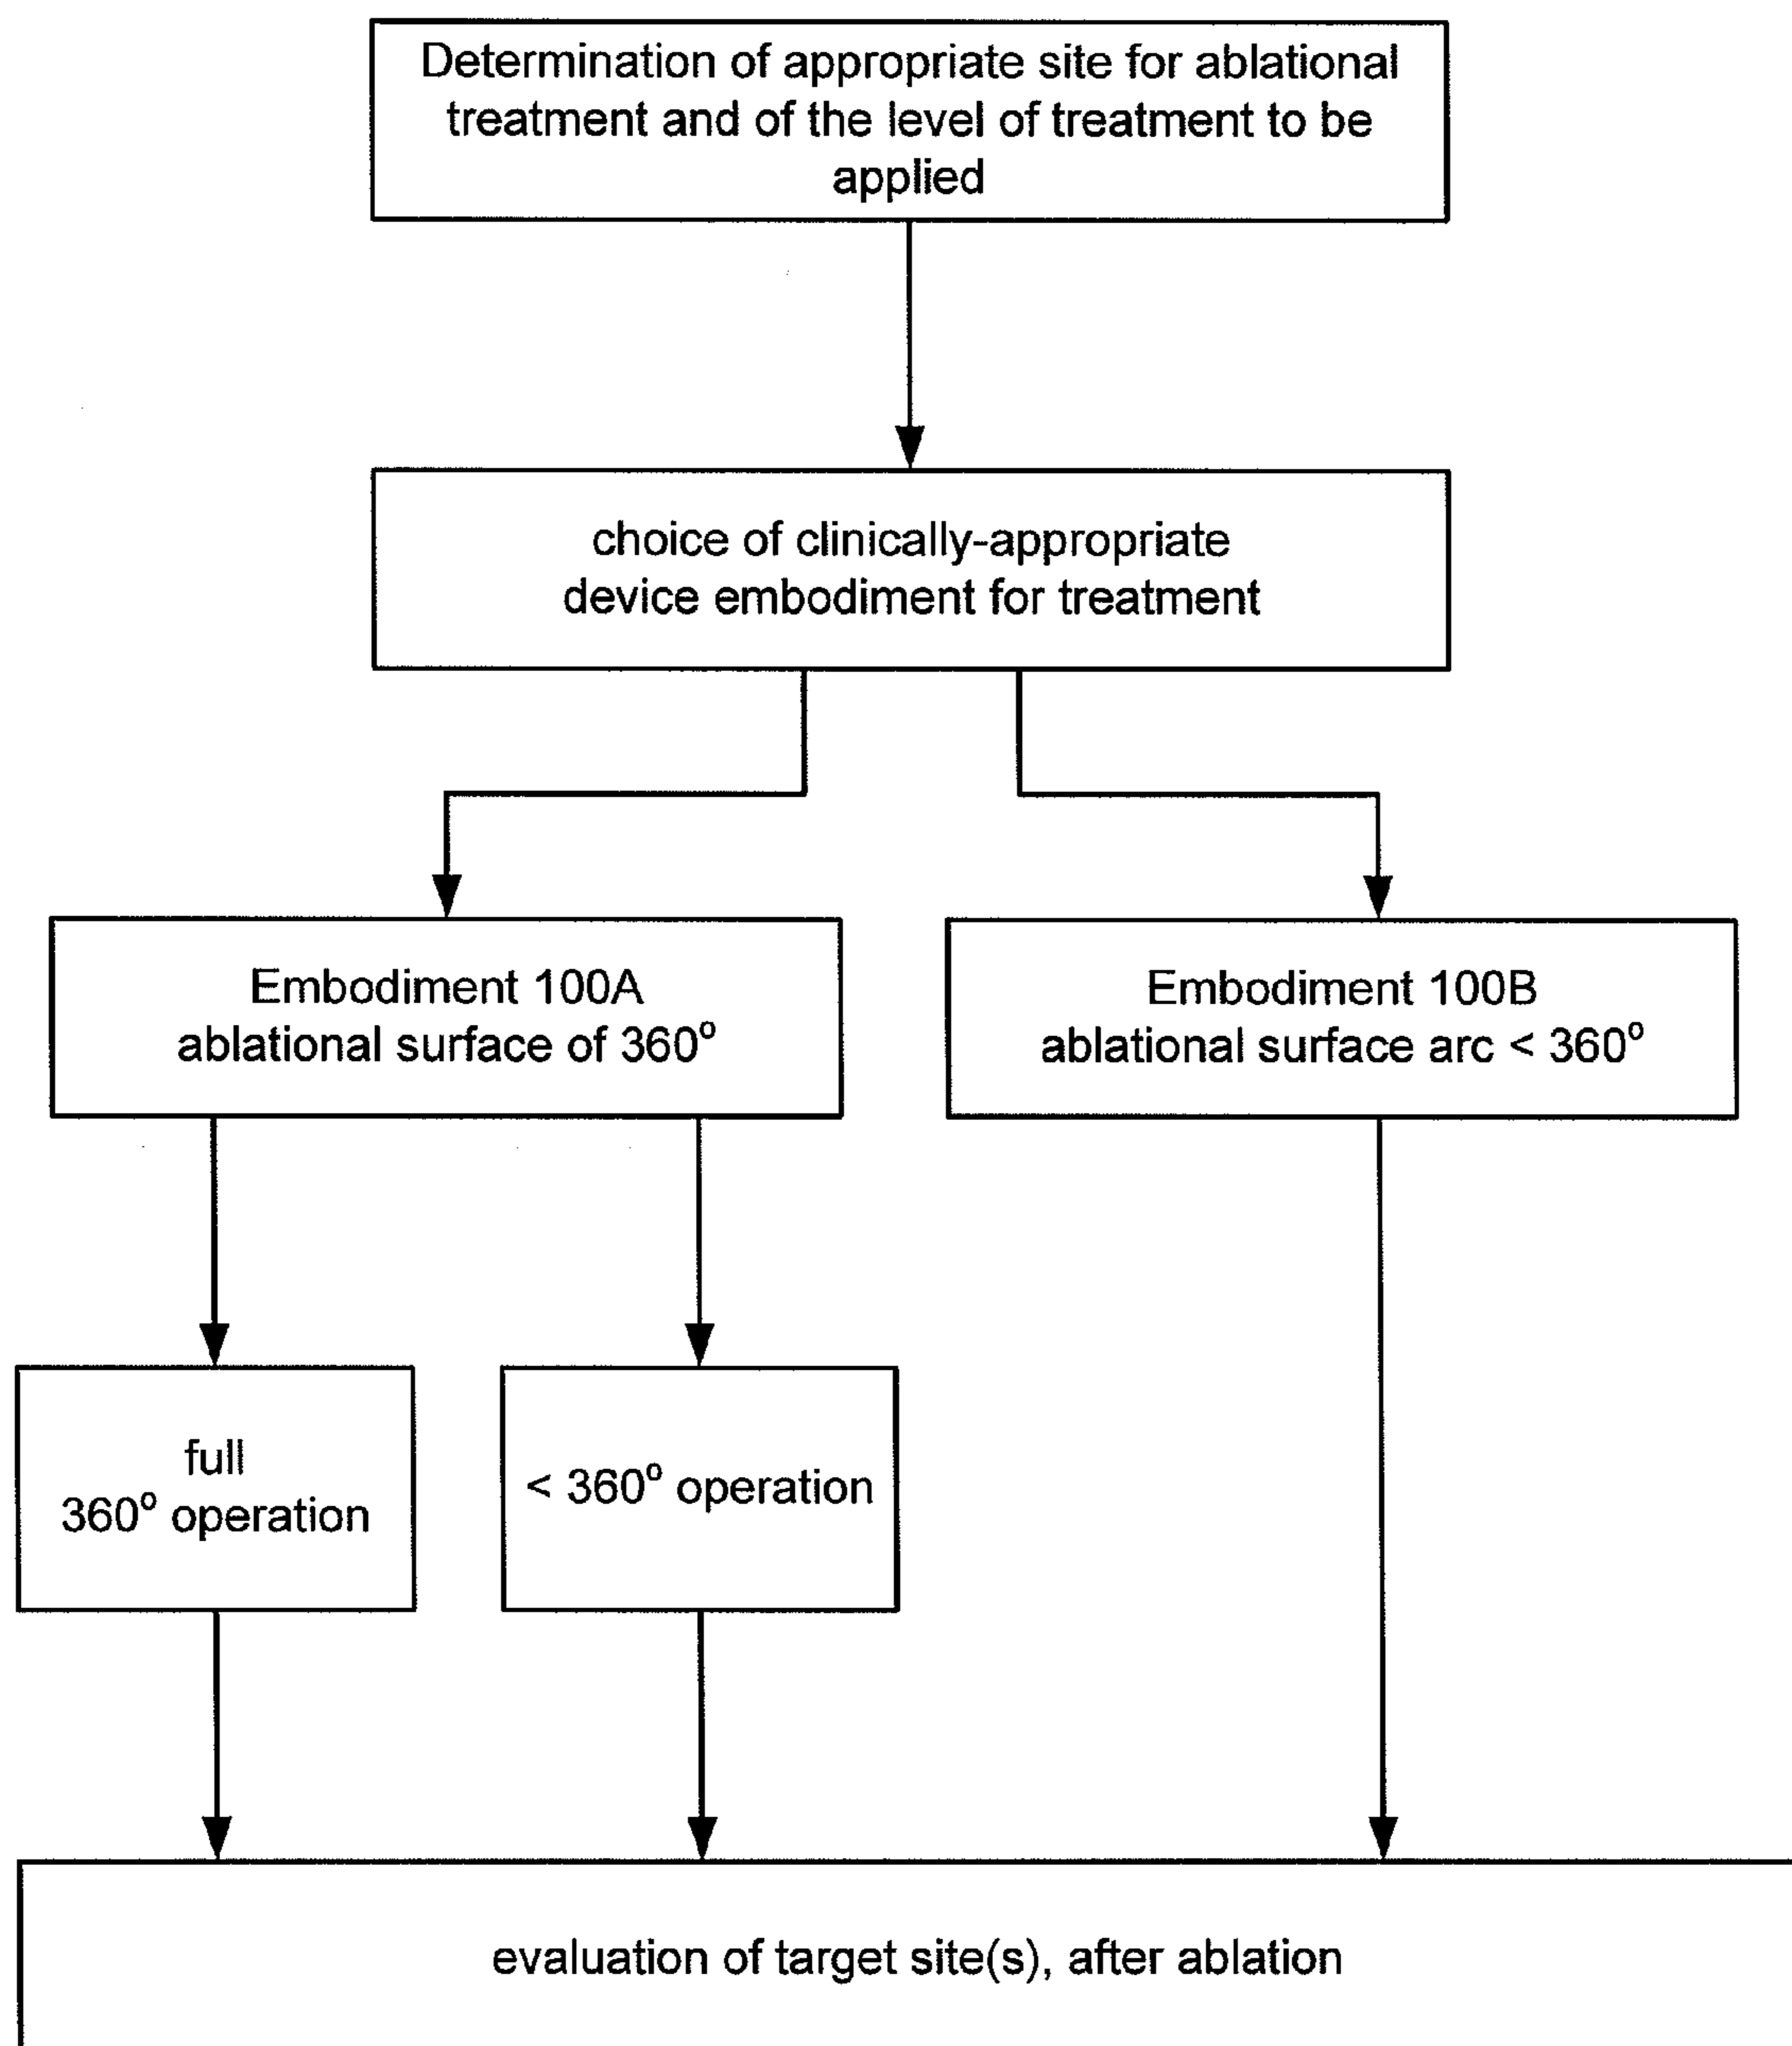 Determination of appropriate site for ablational
treatment and of the level of treatment to be
applied
choice of clinically-appropriate
device embodiment for treatment
Embodiment 100A
ablational surface of 360°
Embodiment 100B
ablational surface arc < 360°
full
360° operation
< 360° operation
evaluation of target site(s), after ablation